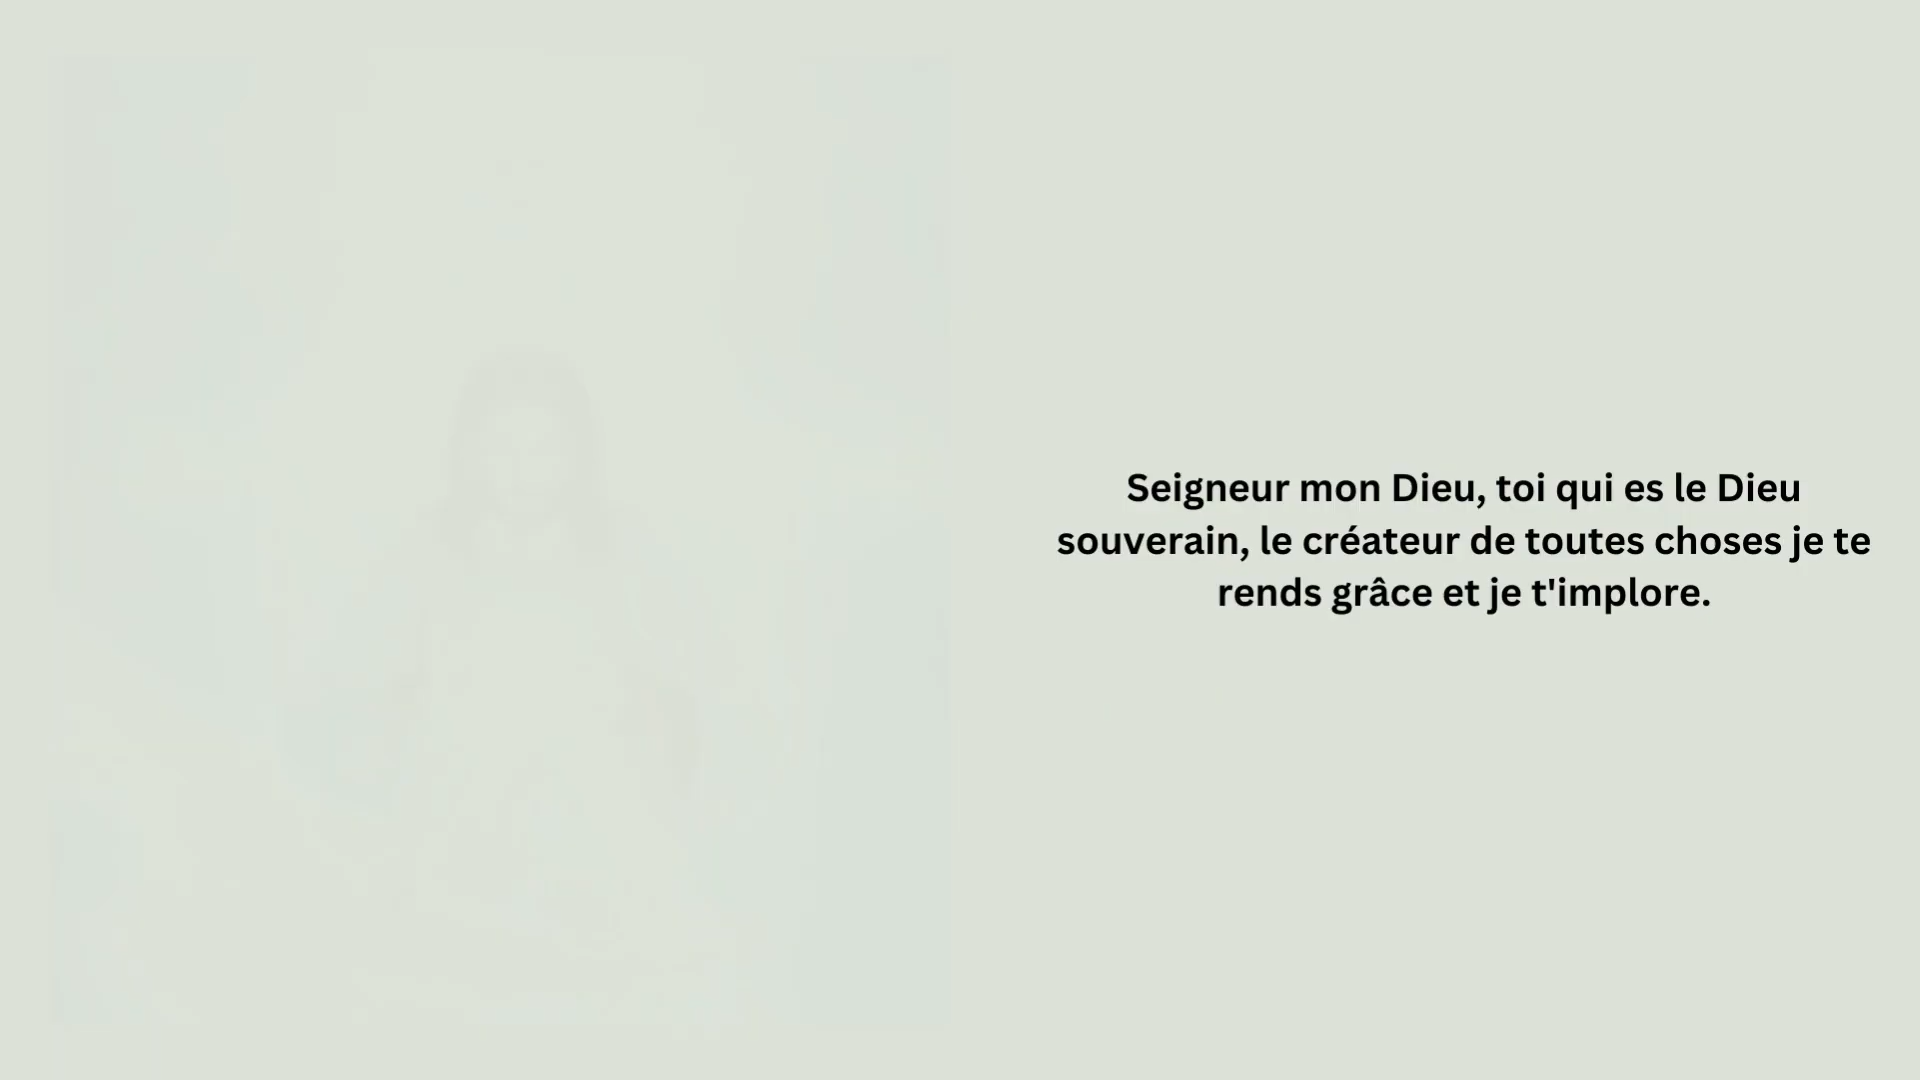 Seigneur mon Dieu, toi qui es le Dieu
souverain, le créateur de toutes choses je te
rends grâce et je t'implore.